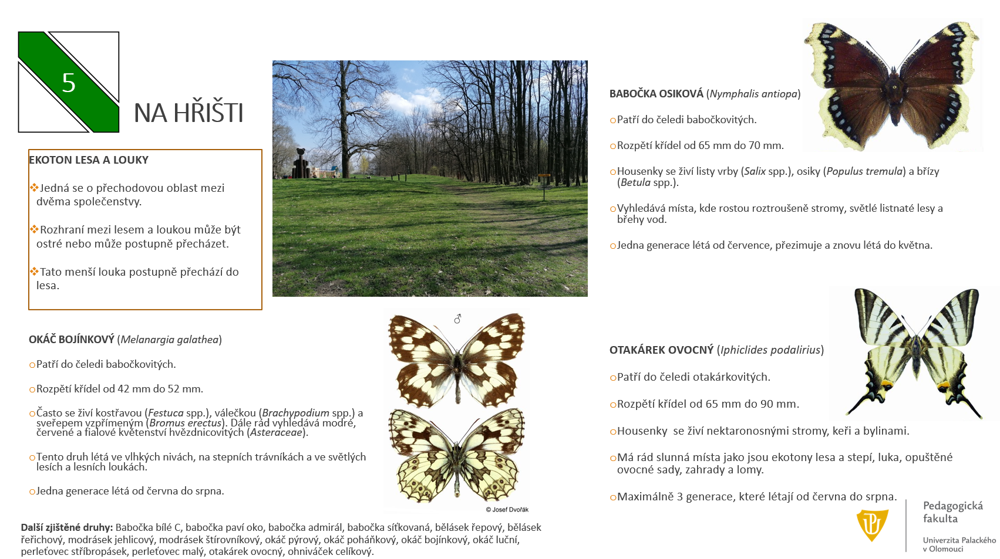 5
NA HŘIŠTI
EKOTON LESA A LOUKY
❖Jedná se o přechodovou oblast mezi
dvěma společenstvy.
❖Rozhraní mezi lesem a loukou může být
ostré nebo může postupně přecházet.
❖Tato menší louka postupně přechází do
lesa.
OKÁČ BOJÍNKOVÝ (Melanargia galathea)
oPatří do čeledi babočkovitých.
oRozpětí křídel od 42 mm do 52 mm.
oČasto se živí kostřavou (Festuca spp.), válečkou (Brachypodium spp.) a
sveřepem vzpřímeným (Bromus erectus). Dále rád vyhledává modré,
červené a fialové květenství hvězdnicovitých (Asteraceae).
oTento druh létá ve vlhkých nivách, na stepních trávníkách a ve světlých
lesích a lesních loukách.
oJedna generace létá od června do srpna.
♂
© Josef Dvořák
Další zjištěné druhy: Babočka bílé C, babočka paví oko, babočka admirál, babočka síťkovaná, bělásek řepový, bělásek
řeřichový, modrásek jehlicový, modrásek štírovníkový, okáč pýrový, okáč poháňkový, okáč bojínkový, okáč luční,
perleťovec stříbropásek, perleťovec malý, otakárek ovocný, ohniváček celíkový.
BABOČKA OSIKOVÁ (Nymphalis antiopa)
oPatří do čeledi babočkovitých.
oRozpětí křídel od 65 mm do 70 mm.
oHousenky se živí listy vrby (Salix spp.), osiky (Populus tremula) a břízy
(Betula spp.).
oVyhledává místa, kde rostou roztroušeně stromy, světlé listnaté lesy a
břehy vod.
oJedna generace létá od července, přezimuje a znovu létá do května.
OTAKÁREK OVOCNÝ (Iphiclides podalirius)
oPatří do čeledi otakárkovitých.
oRozpětí křídel od 65 mm do 90 mm.
oHousenky  se živí nektaronosnými stromy, keři a bylinami.
oMá rád slunná místa jako jsou ekotony lesa a stepí, luka, opuštěné
ovocné sady, zahrady a lomy.
oMaximálně 3 generace, které létají od června do srpna.
Pedagogická
fakulta
Univerzita Palackého
v Olomouci